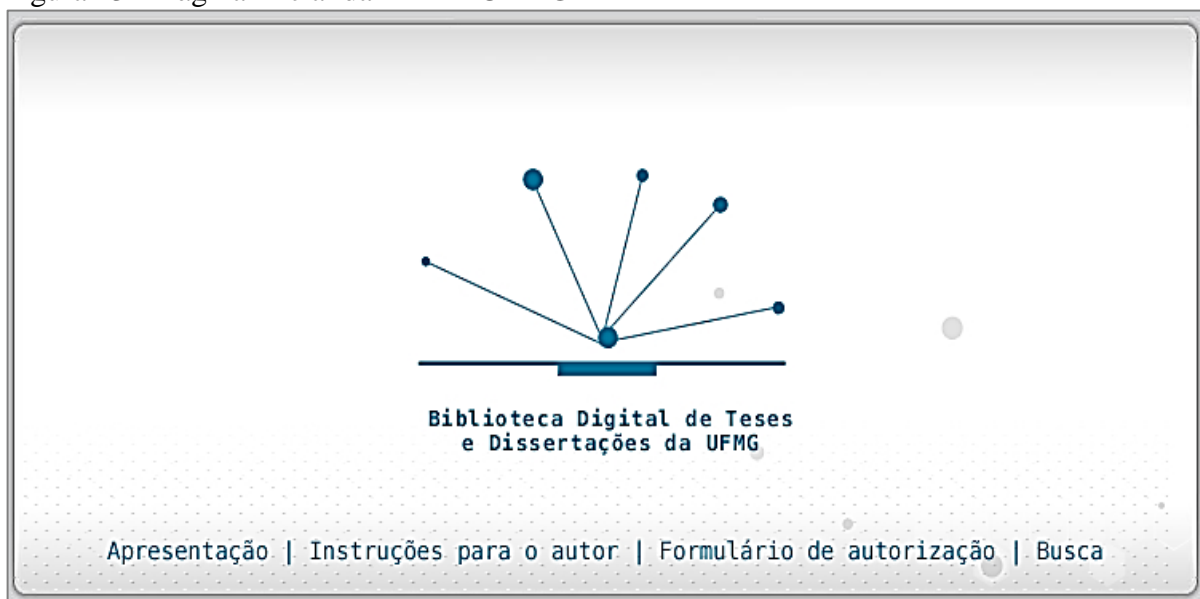 Biblioteca Digital de Teses
e Dissertações da UFMG
Apresentação | Instruções para o autor | Formulário de autorização | Busca